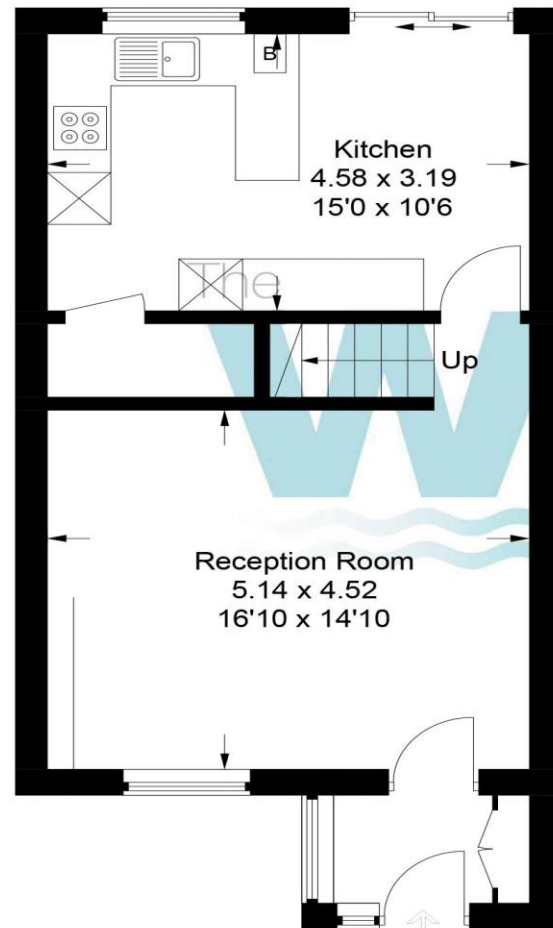 B
Kitchen
4.58 x 3.19
15'0 x 10'6
The
Up
W
Reception Room
5.14 x 4.52
16'10 x 14'10